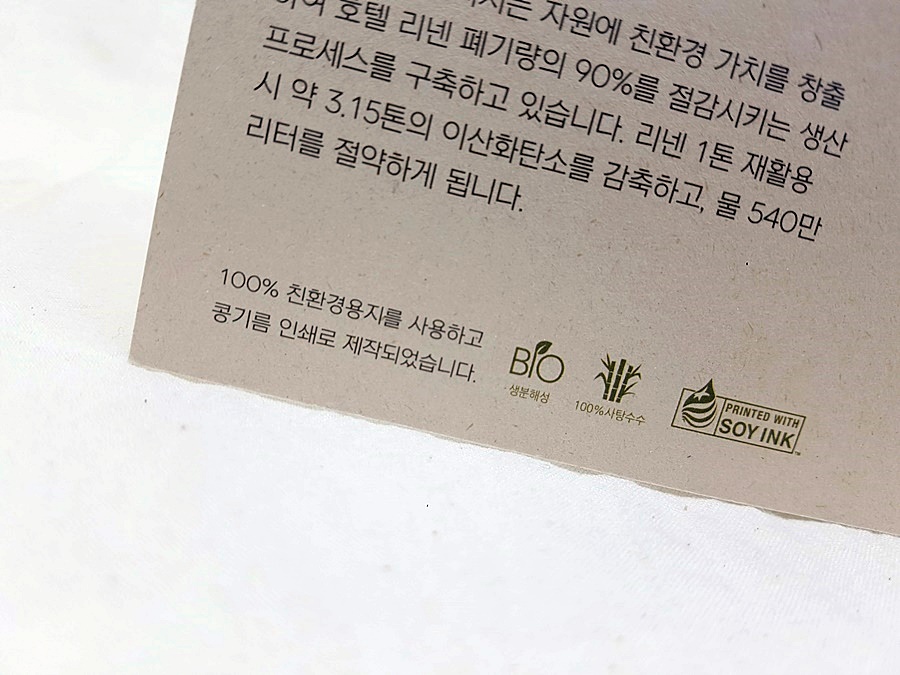 자원에 친환경 가치를 창출
호텔 리넨 폐기량의 90%를 절감시키는 생산
프로세스를 구축하고 있습니다. 리넨 1톤 재활용
시 약 3.15톤의 이산화탄소를 감축하고, 물 540만
리터를 절약하게 됩니다.
100% 친환경용지를 사용하고
콩기름 인쇄로 제작되었습니다.
BIO
생분해성
100%사탕수수
PRINTED WITH
SOY INK